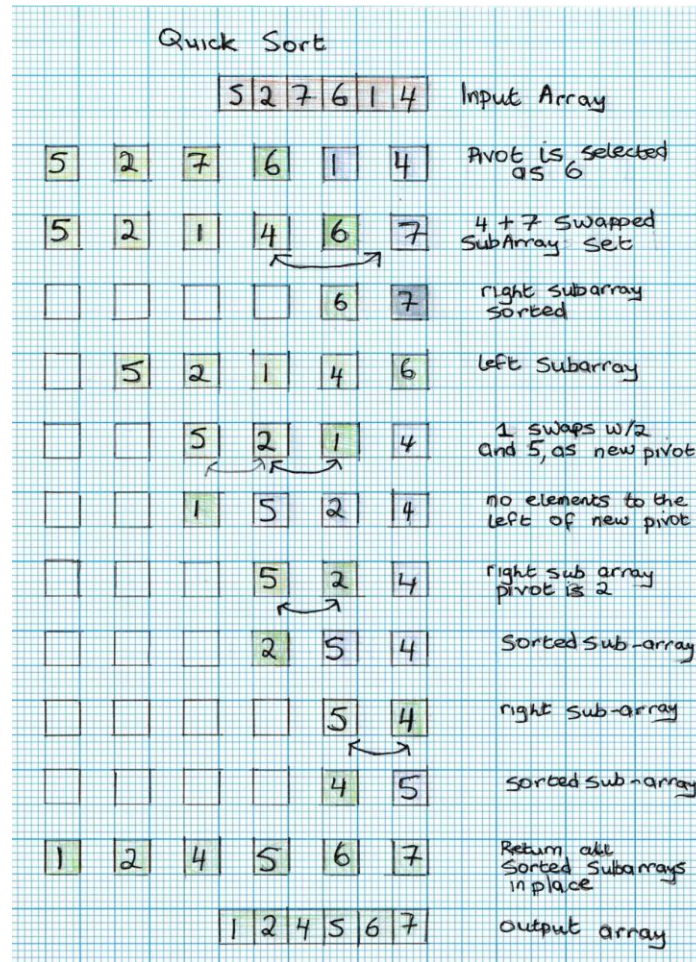 Quick Sort
5 2 7 6 1 4 Input Array
5 2 7 6 1 4 Pivot is selected
as 6
5 2 1 4 6 7 4 + 7 Swapped
SubArray Set
6 7 right subarray
sorted
5 2 1 4 6 left Subarray
5 2 1 4 1 swaps w/2
and 5, as new pivot
1 5 2 4 no elements to the
left of new pivot
5 2 4 right sub array
pivot is 2
2 5 4 Sorted Sub-array
5 4 right Sub-array
4 5 sorted sub-array
1 2 4 5 6 7 Return all
Sorted Subarrays
in place
1 2 4 5 6 7 output array